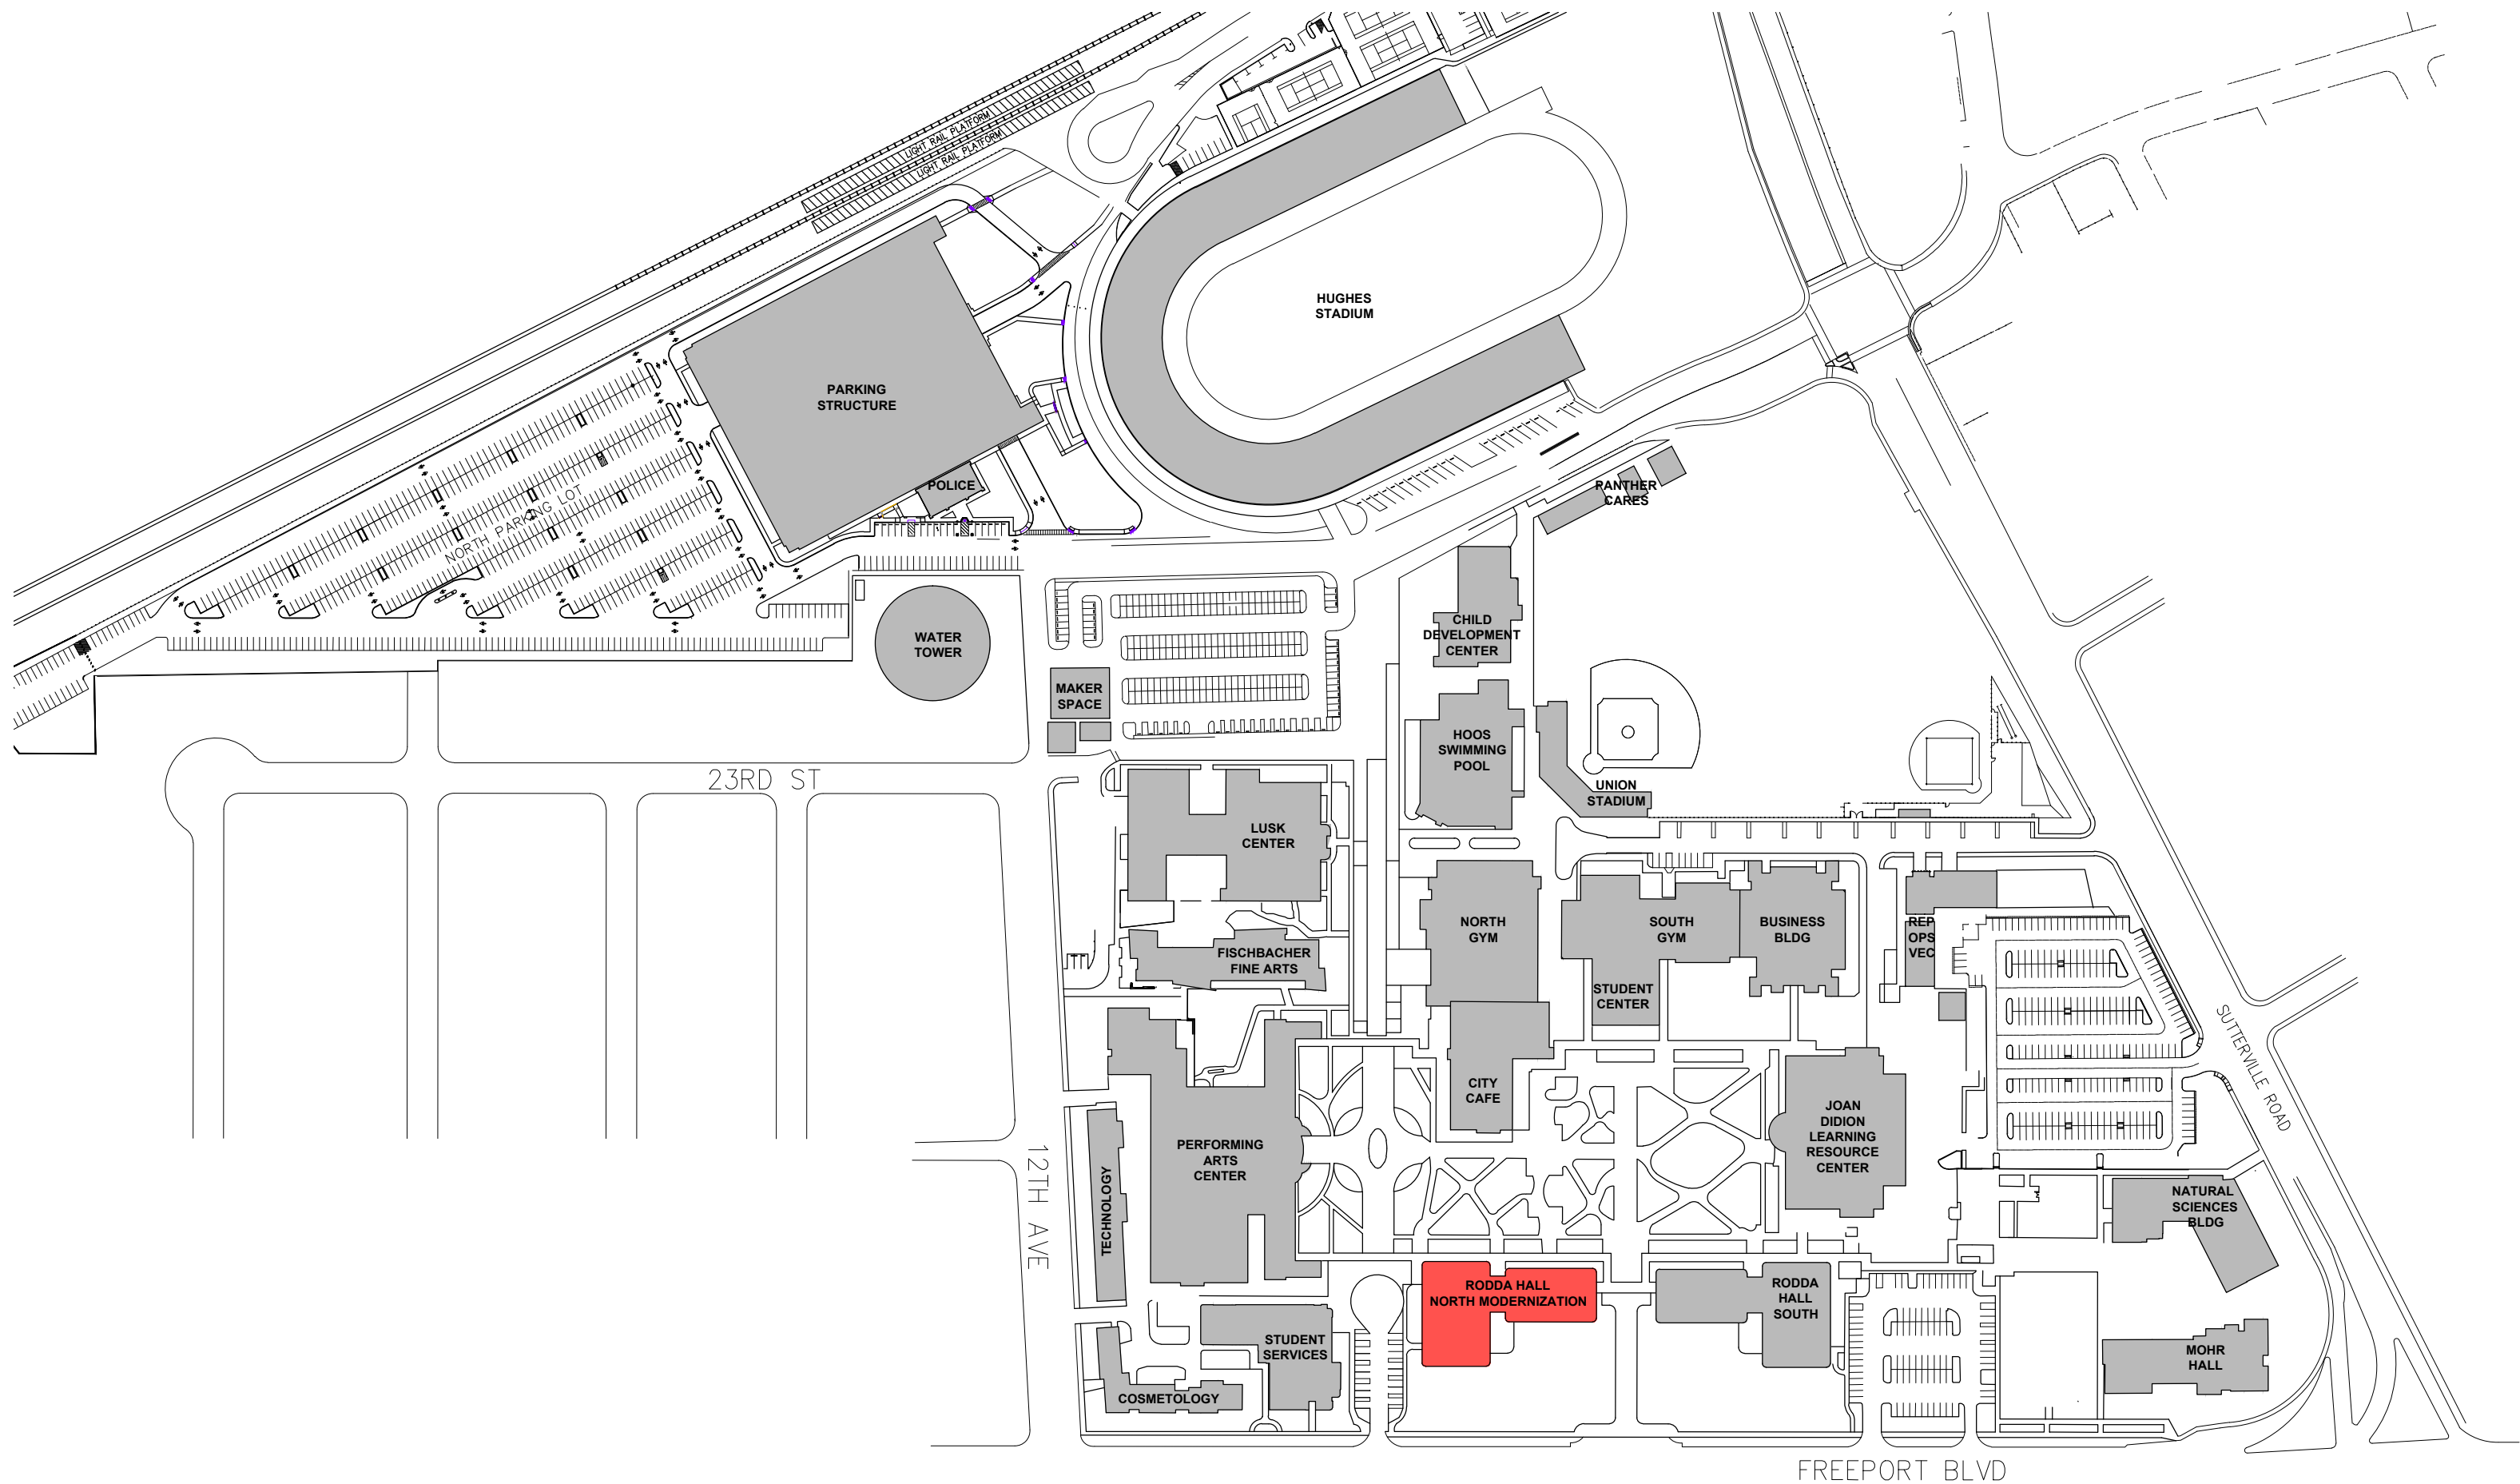 LIGHT RAIL PLATFORM
LIGHT RAIL PLATFORM
HUGHES
STADIUM
PARKING
STRUCTURE
POLICE
PANTHER
CARES
NORTH PARKING LOT
WATER
TOWER
CHILD
DEVELOPMENT
CENTER
MAKER
SPACE
HOOS
SWIMMING
POOL
23RD ST
UNION
STADIUM
LUSK
CENTER
NORTH
GYM
SOUTH
GYM
BUSINESS
BLDG
REP
OPS
VEC
FISCHBACHER
FINE ARTS
STUDENT
CENTER
SUTTERVILLE ROAD
CITY
CAFE
JOAN
DIDION
LEARNING
RESOURCE
CENTER
PERFORMING
ARTS
CENTER
TECHNOLOGY
12TH AVE
NATURAL
SCIENCES
BLDG
RODDA HALL
NORTH MODERNIZATION
RODDA
HALL
SOUTH
STUDENT
SERVICES
MOHR
HALL
COSMETOLOGY
FREEPORT BLVD